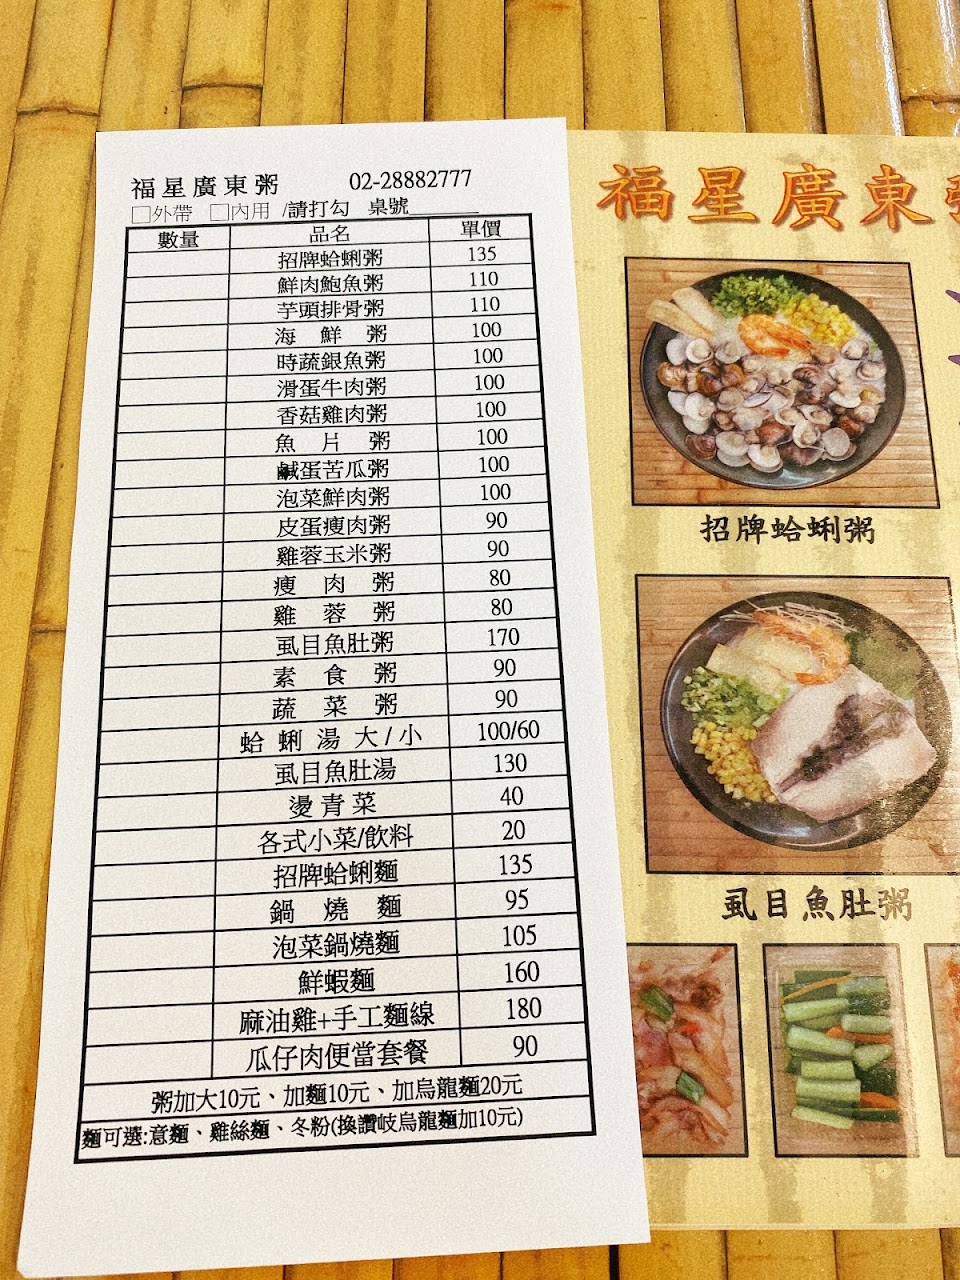 福星廣東粥 02-28882777
□外帶 □內用 /請打勾 桌號______
數量 品名 單價
招牌蛤蜊粥 135
鮮肉鮑魚粥 110
芋頭排骨粥 110
海鮮粥 100
時蔬銀魚粥 100
滑蛋牛肉粥 100
香菇雞肉粥 100
魚片粥 100
鹹蛋苦瓜粥 100
泡菜鮮肉粥 100
皮蛋瘦肉粥 90
雞蓉玉米粥 90
瘦肉粥 80
雞蓉粥 80
虱目魚肚粥 170
素食粥 90
蔬菜粥 90
蛤蜊湯大/小 100/60
虱目魚肚湯 130
燙青菜 40
各式小菜/飲料 20
招牌蛤蜊麵 135
鍋燒麵 95
泡菜鍋燒麵 105
鮮蝦麵 160
麻油雞+手工麵線 180
瓜仔肉便當套餐 90
粥加大10元、加麵10元、加烏龍麵20元
麵可選:意麵、雞絲麵、冬粉(換讚岐烏龍麵加10元)
福星廣東粥
招牌蛤蜊粥
虱目魚肚粥